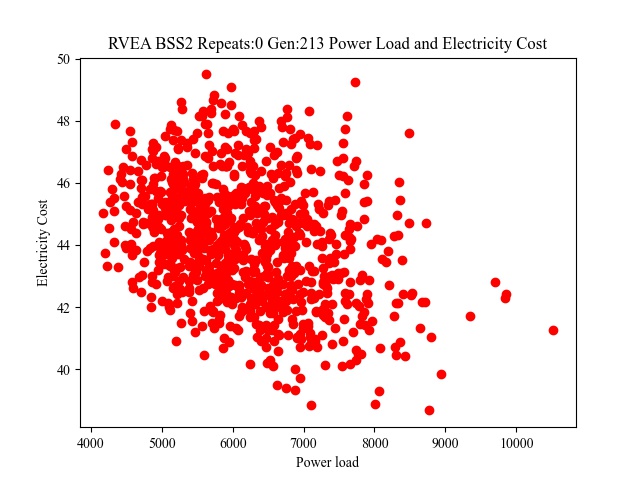 RVEA BSS2 Repeats:0 Gen:213 Power Load and Electricity Cost
50
48
46
44
42
40
Electricity Cost
4000 5000 6000 7000 8000 9000 10000
Power load